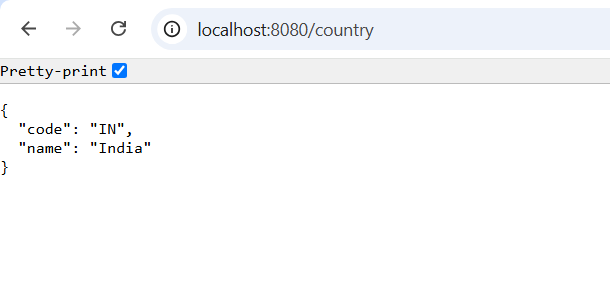 localhost:8080/country
Pretty-print
{
  "code": "IN",
  "name": "India"
}